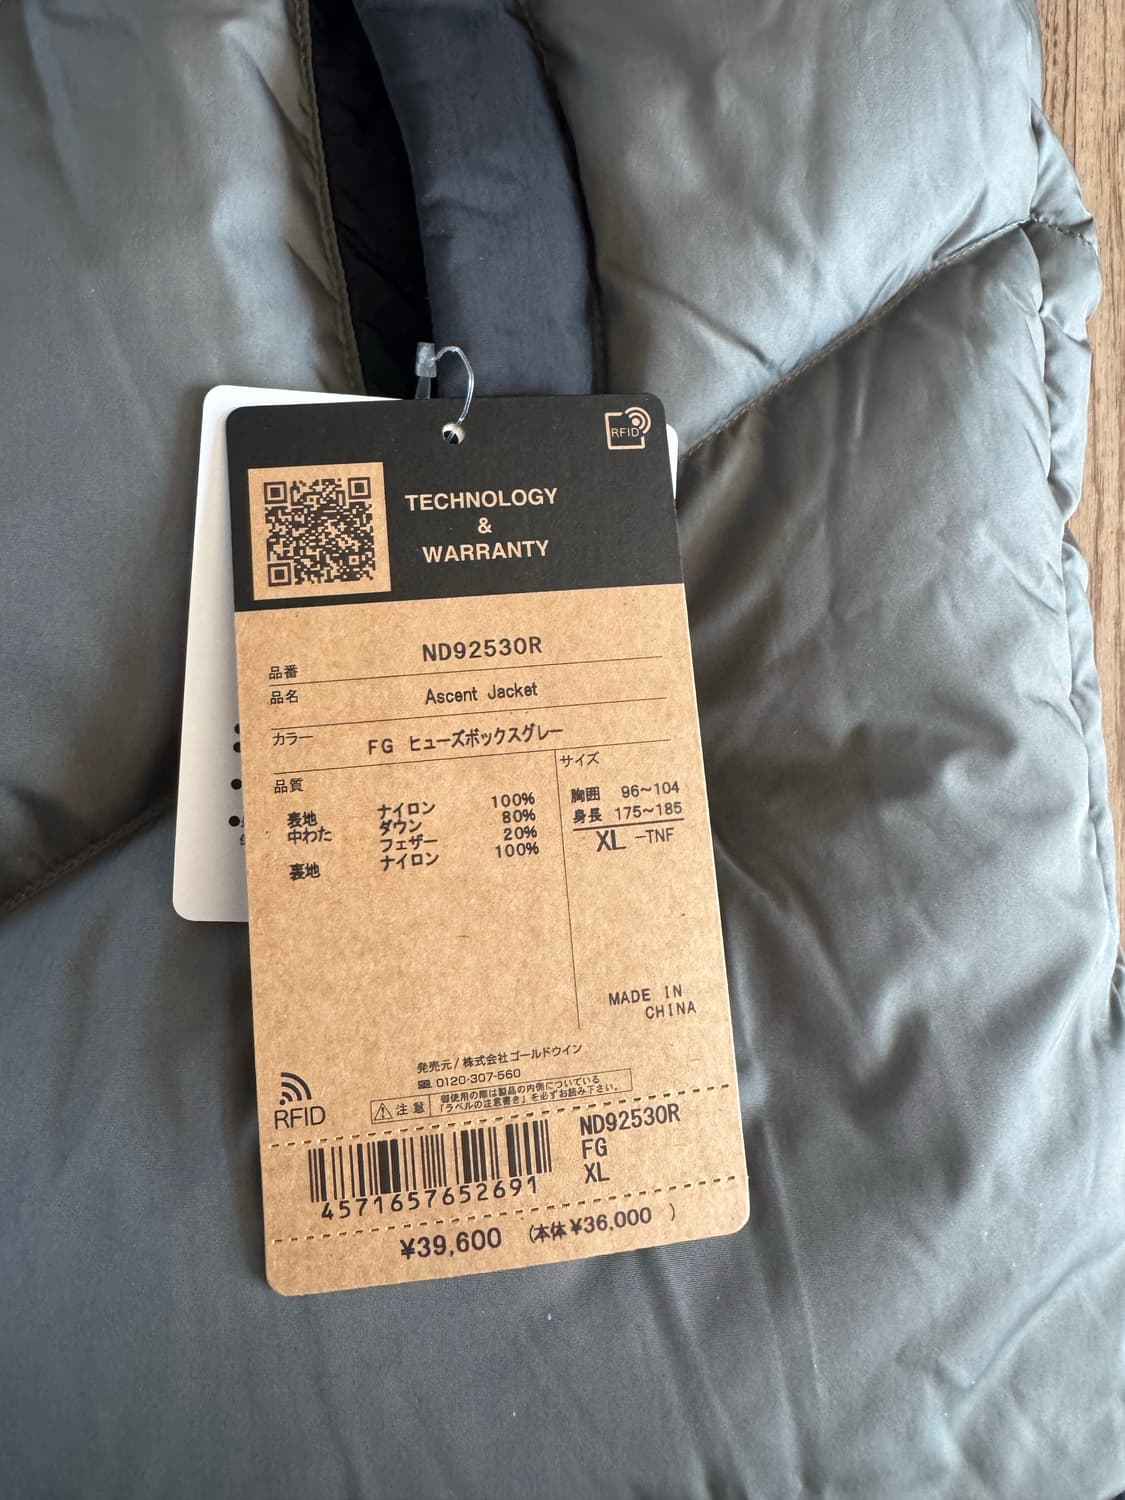 RFID
TECHNOLOGY
&
WARRANTY
品番 ND92530R
品名 Ascent Jacket
カラー FG ヒューズボックスグレー
品質
表地 ナイロン 100%
中わた ダウン 80%
フェザー 20%
裏地 ナイロン 100%
サイズ
胸囲 96~104
身長 175~185
XL -TNF
MADE IN
CHINA
発売元/株式会社ゴールドウイン
0120-307-560
RFID
注意
御使用の際は製品の内側についている
「ラベルの注意書き」を必ずお読み下さい。
4571657652691
ND92530R
FG
XL
¥39,600 (本体¥36,000 )